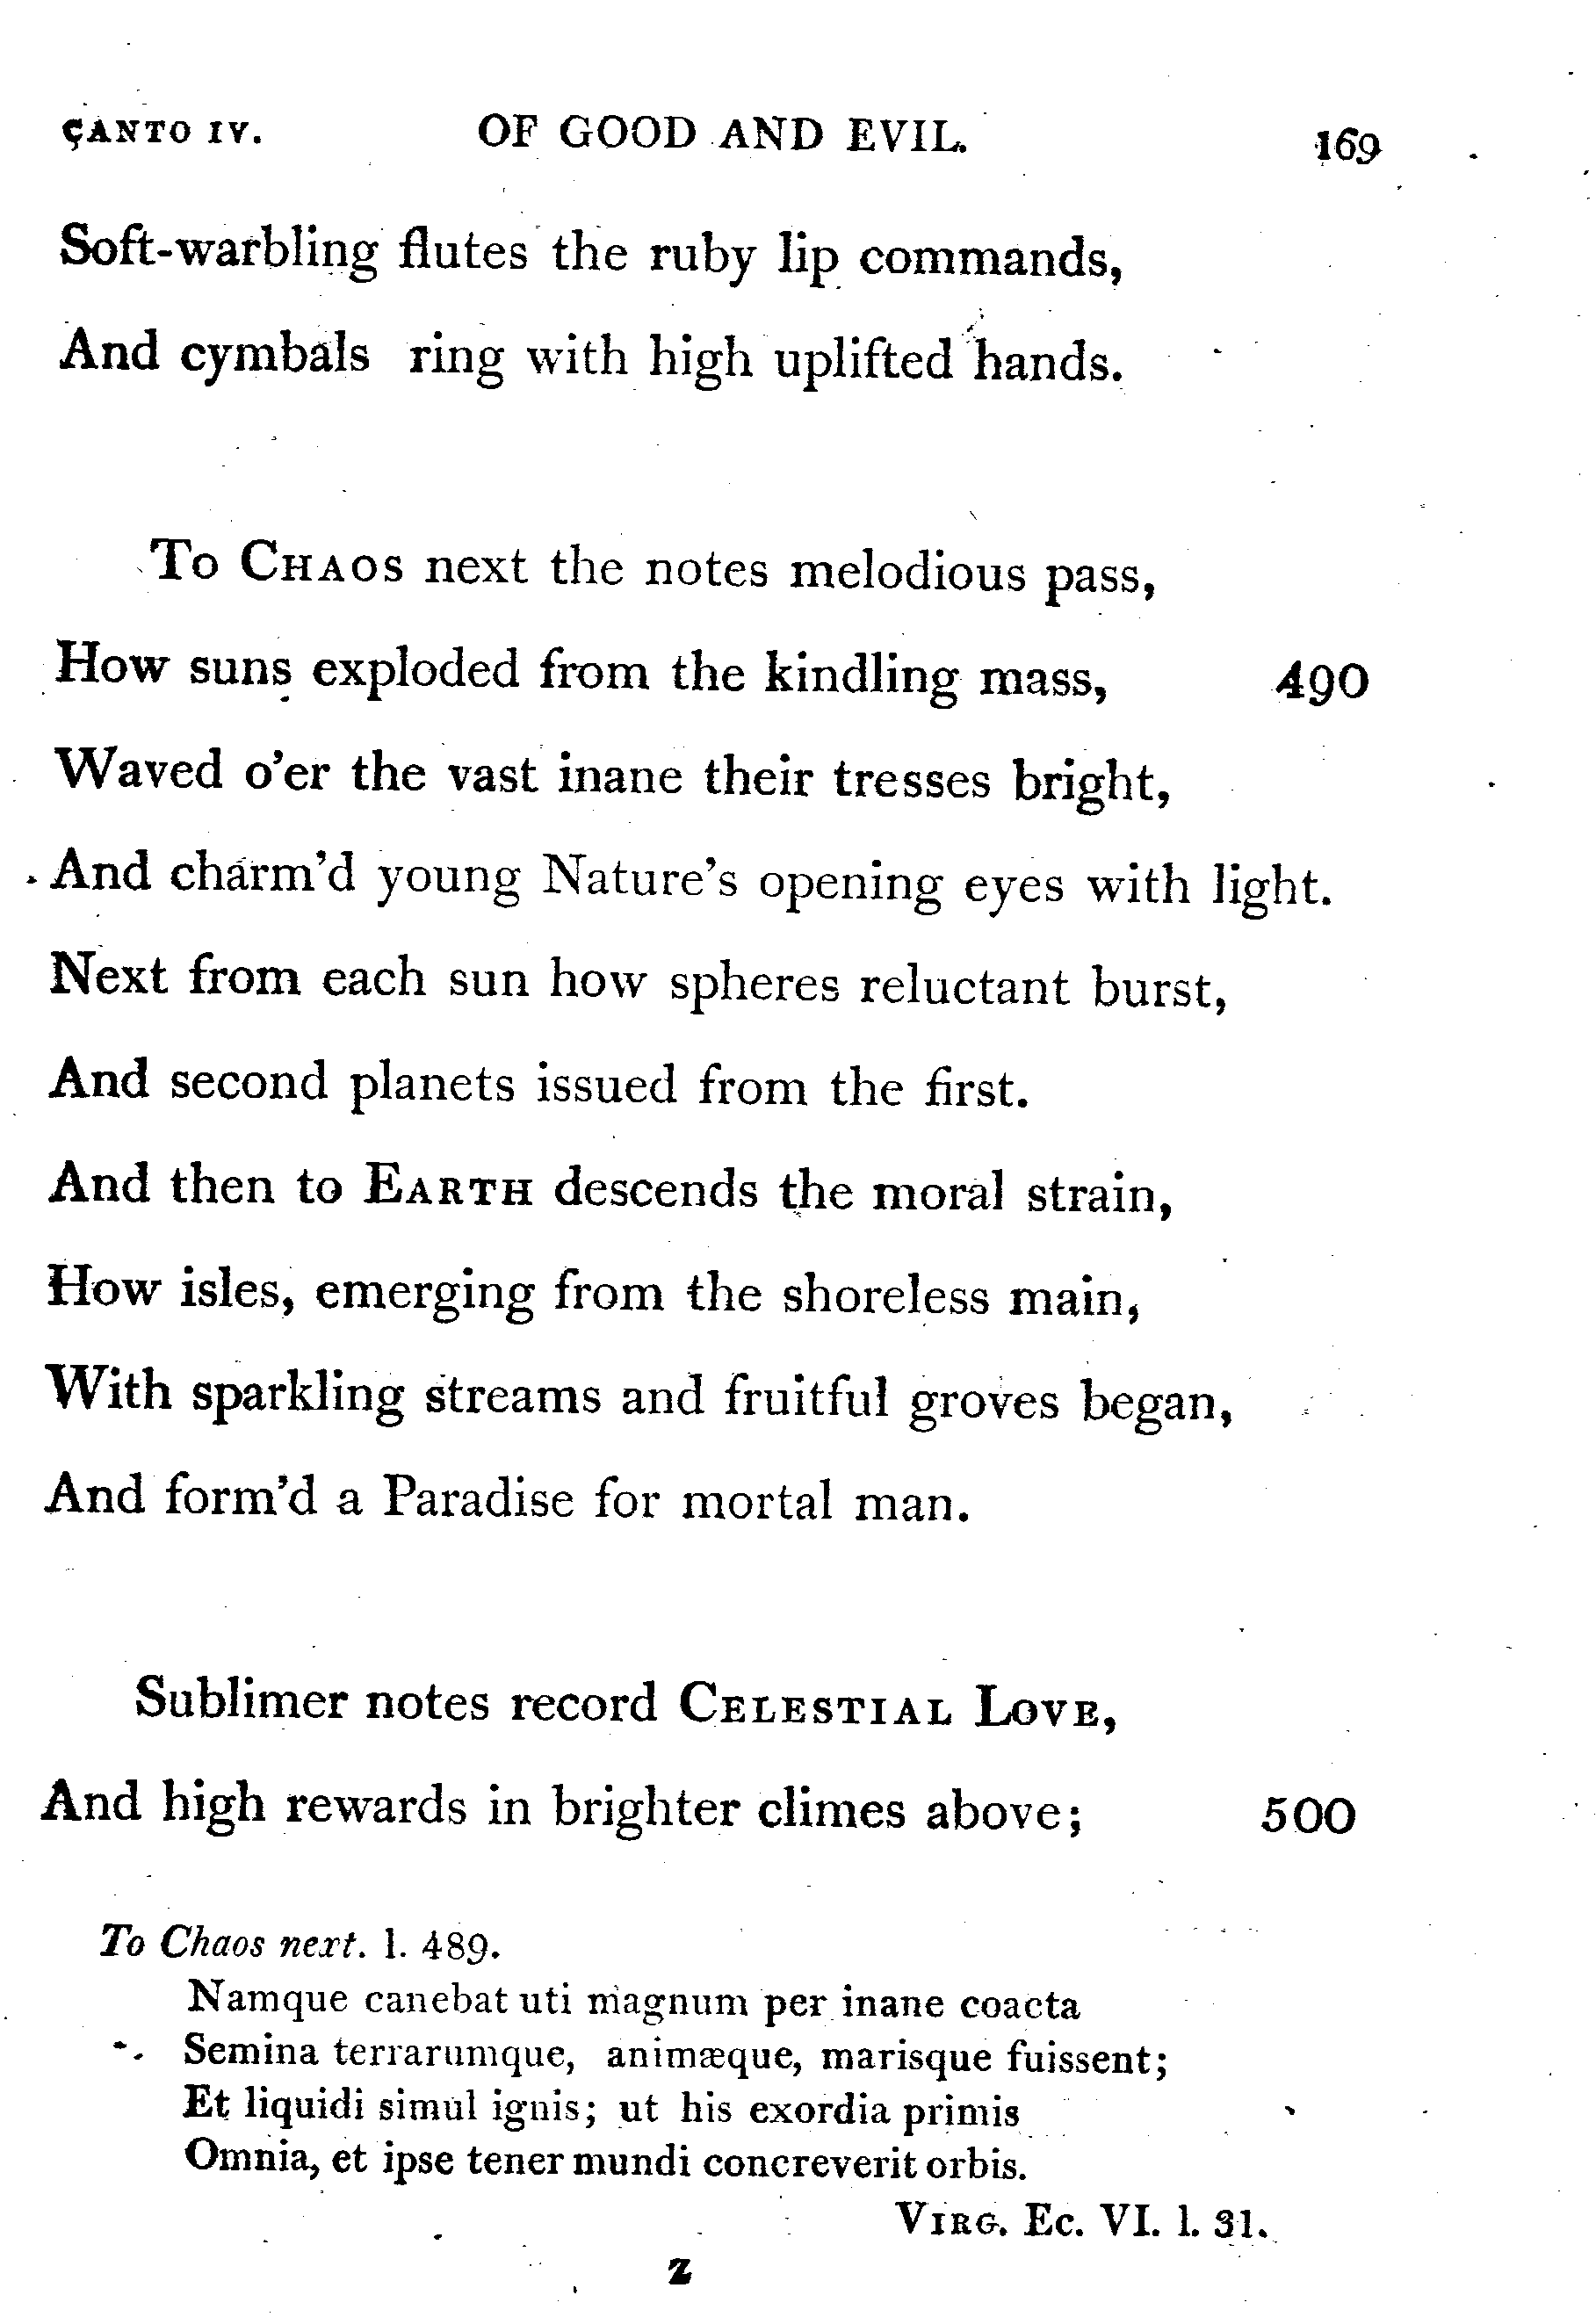 CANTO IV. OF GOOD AND EVIL. 169
Soft-warbling flutes the ruby lip commands,
And cymbals ring with high uplifted hands.
To CHAOS next the notes melodious pass,
How suns exploded from the kindling mass, 490
Waved o'er the vast inane their tresses bright,
And charm'd young Nature's opening eyes with light.
Next from each sun how spheres reluctant burst,
And second planets issued from the first.
And then to EARTH descends the moral strain,
How isles, emerging from the shoreless main,
With sparkling streams and fruitful groves began,
And form'd a Paradise for mortal man.
Sublimer notes record CELESTIAL LOVE,
And high rewards in brighter climes above; 500
To Chaos next. l. 489.
Namque canebat uti magnum per inane coacta
Semina terrarumque, animæque, marisque fuissent;
Et liquidi simul ignis; ut his exordia primis
Omnia, et ipse tener mundi concreverit orbis.
VIRG. Ec. VI. l. 31.
Z